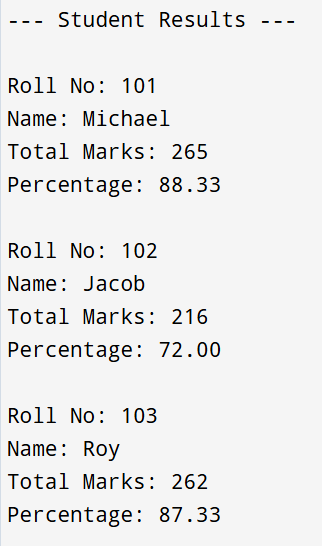 --- Student Results ---
Roll No: 101
Name: Michael
Total Marks: 265
Percentage: 88.33
Roll No: 102
Name: Jacob
Total Marks: 216
Percentage: 72.00
Roll No: 103
Name: Roy
Total Marks: 262
Percentage: 87.33